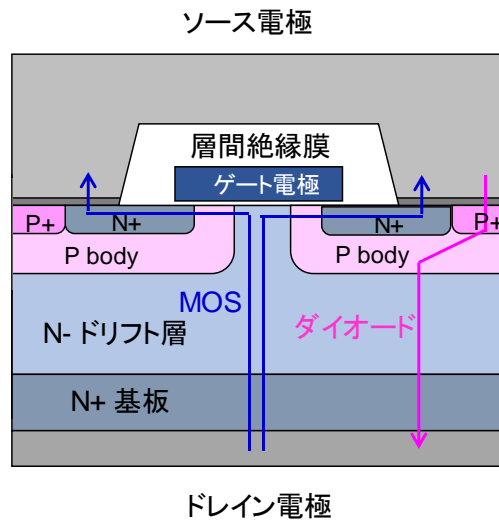 ソース電極
層間絶縁膜
ゲート電極
P+ N+ N+ P+
P body P body
MOS ダイオード
N- ドリフト層
N+ 基板
ドレイン電極